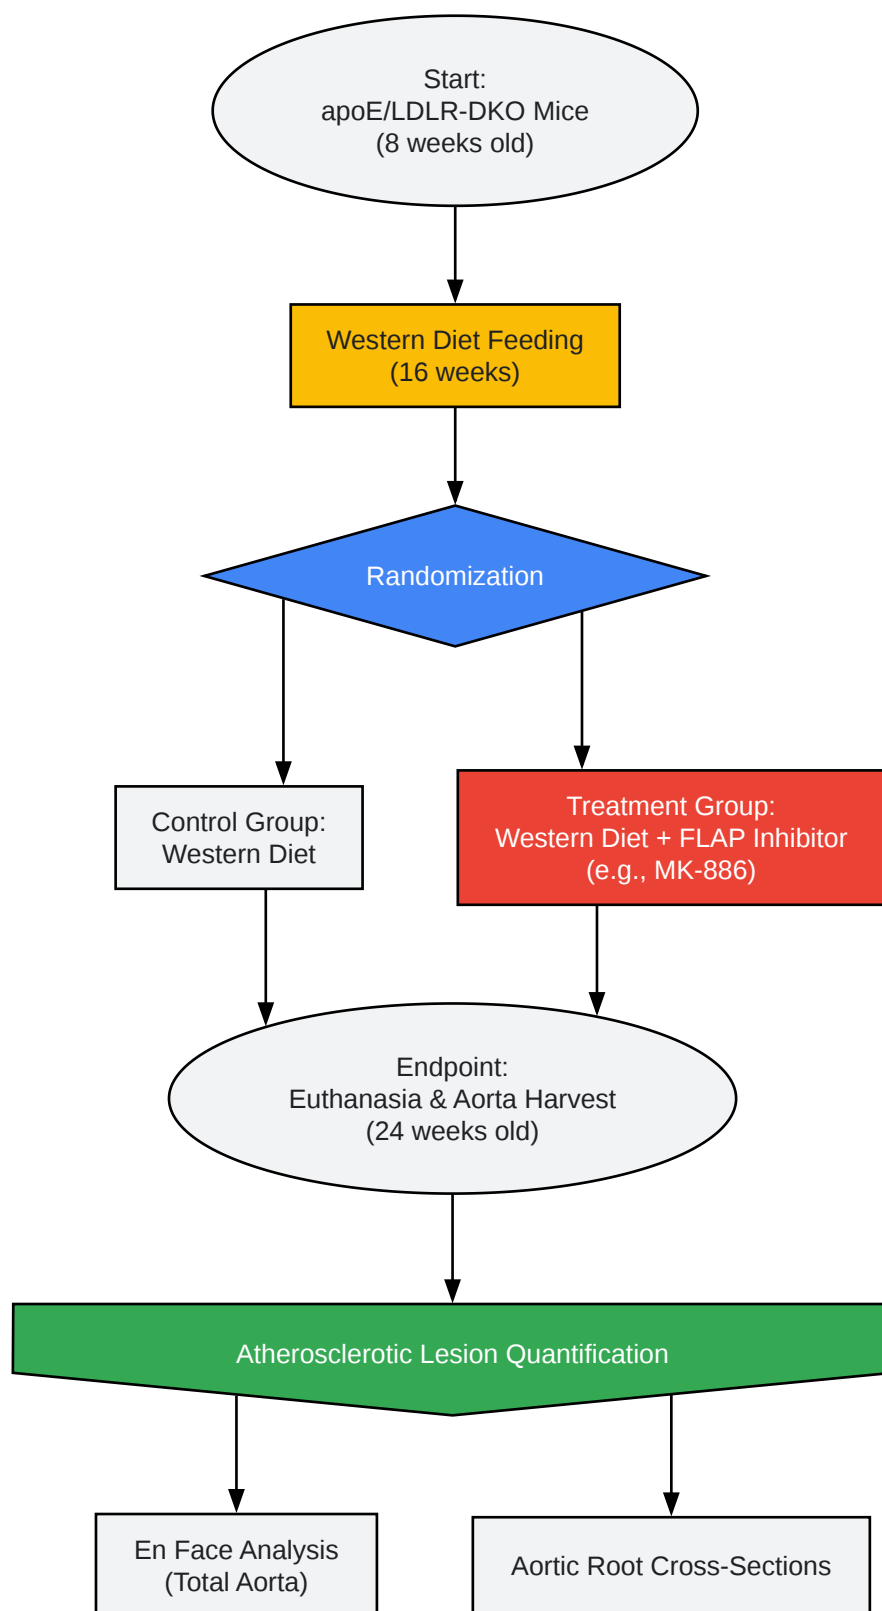 Start:
apoE/LDLR-DKO Mice
(8 weeks old)
Western Diet Feeding
(16 weeks)
Randomization
Control Group:
Western Diet
Treatment Group:
Western Diet + FLAP Inhibitor
(e.g., MK-886)
Endpoint:
Euthanasia & Aorta Harvest
(24 weeks old)
Atherosclerotic Lesion Quantification
En Face Analysis
(Total Aorta)
Aortic Root Cross-Sections